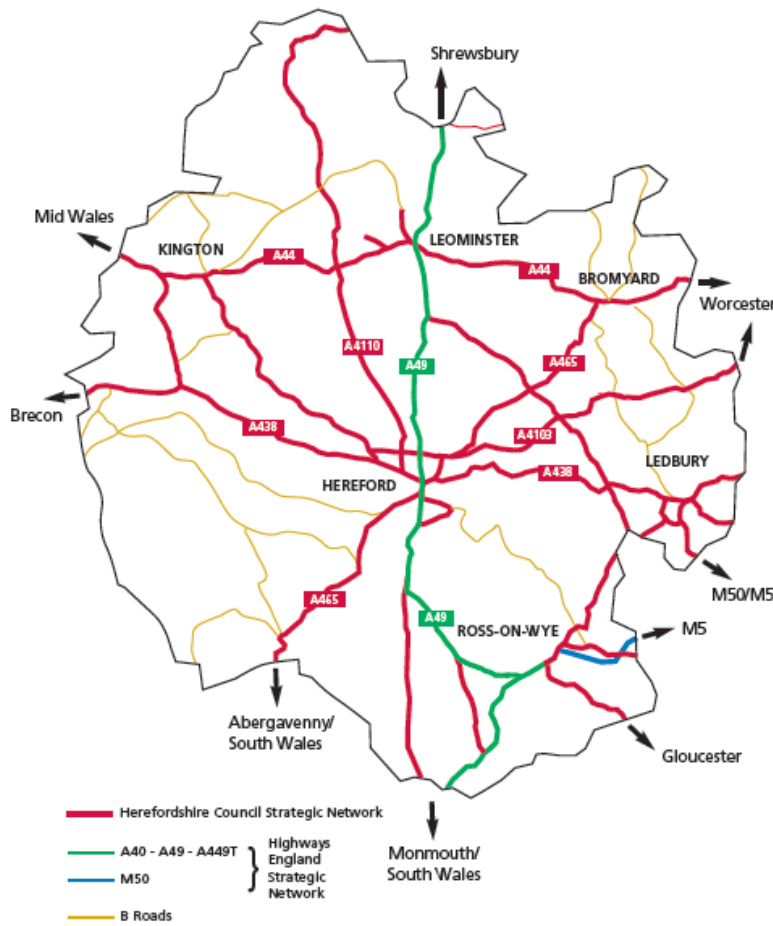 Shrewsbury
Mid Wales
KINGTON
LEOMINSTER
A44
A44
BROMYARD
Worcester
A4110
A49
A465
Brecon
A438
A4103
LEDBURY
HEREFORD
A438
M50/M5
A465
A49
ROSS-ON-WYE
M5
Abergavenny/
South Wales
Gloucester
Monmouth/
South Wales
Herefordshire Council Strategic Network
A40 - A49 - A449T
M50
Highways
England
Strategic
Network
B Roads